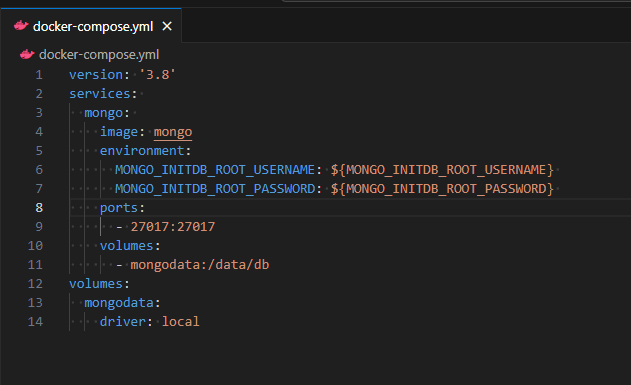 docker-compose.yml ×
docker-compose.yml
1 version: '3.8'
2 services:
3   mongo:
4     image: mongo
5     environment:
6       MONGO_INITDB_ROOT_USERNAME: ${MONGO_INITDB_ROOT_USERNAME}
7       MONGO_INITDB_ROOT_PASSWORD: ${MONGO_INITDB_ROOT_PASSWORD}
8     ports:
9       - 27017:27017
10     volumes:
11       - mongodata:/data/db
12 volumes:
13   mongodata:
14     driver: local